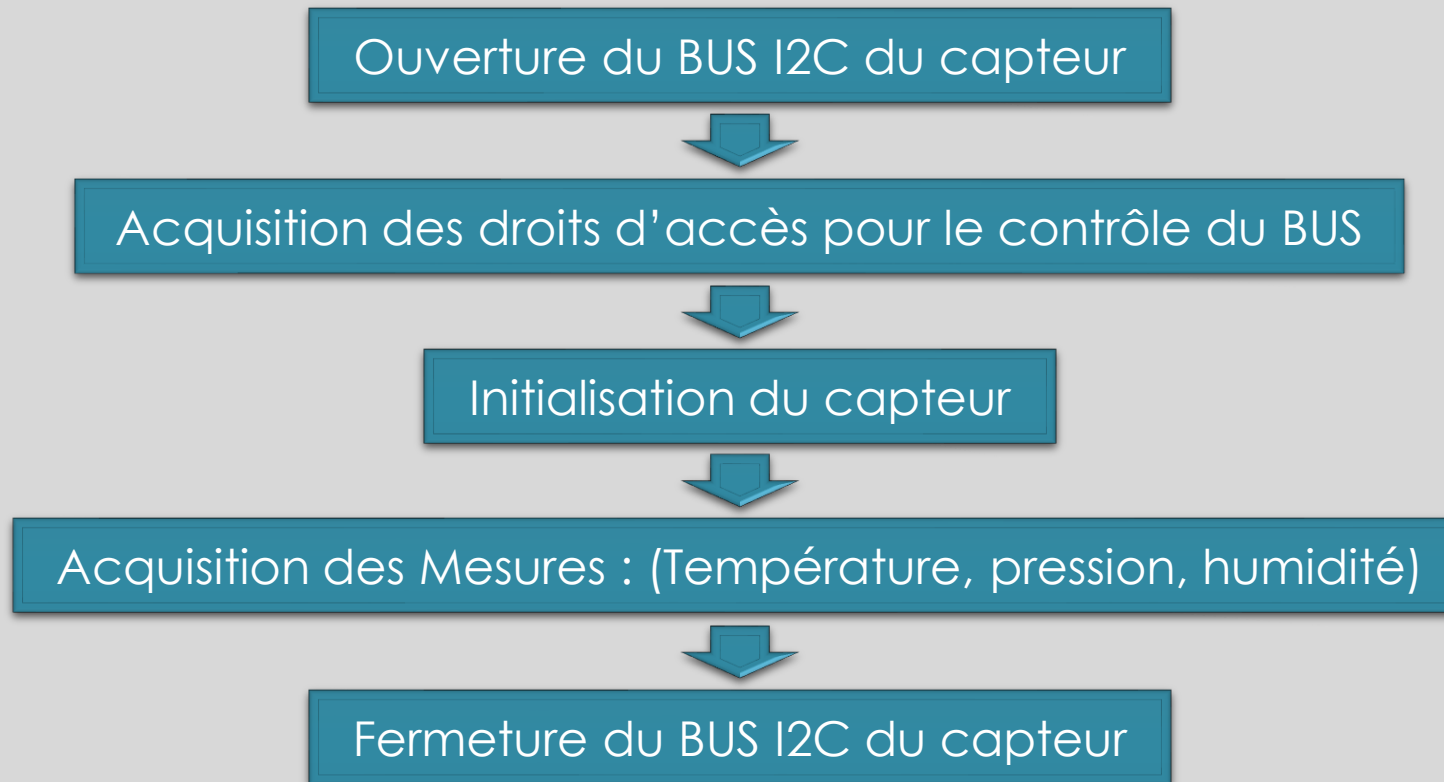 Ouverture du BUS I2C du capteur
Acquisition des droits d’accès pour le contrôle du BUS
Initialisation du capteur
Acquisition des Mesures : (Température, pression, humidité)
Fermeture du BUS I2C du capteur